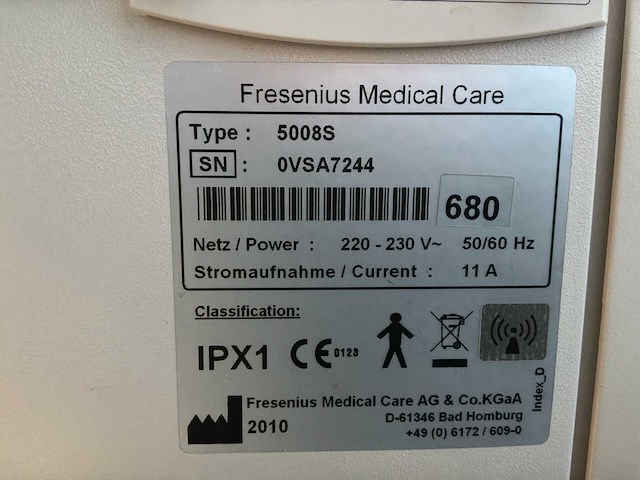 Fresenius Medical Care
Type : 5008S
SN : 0VSA7244
680
Netz / Power : 220 - 230 V~ 50/60 Hz
Stromaufnahme / Current : 11 A
Classification:
IPX1 CE 0123
Index_D
Fresenius Medical Care AG & Co.KGaA
D-61346 Bad Homburg
2010
+49 (0) 6172 / 609-0